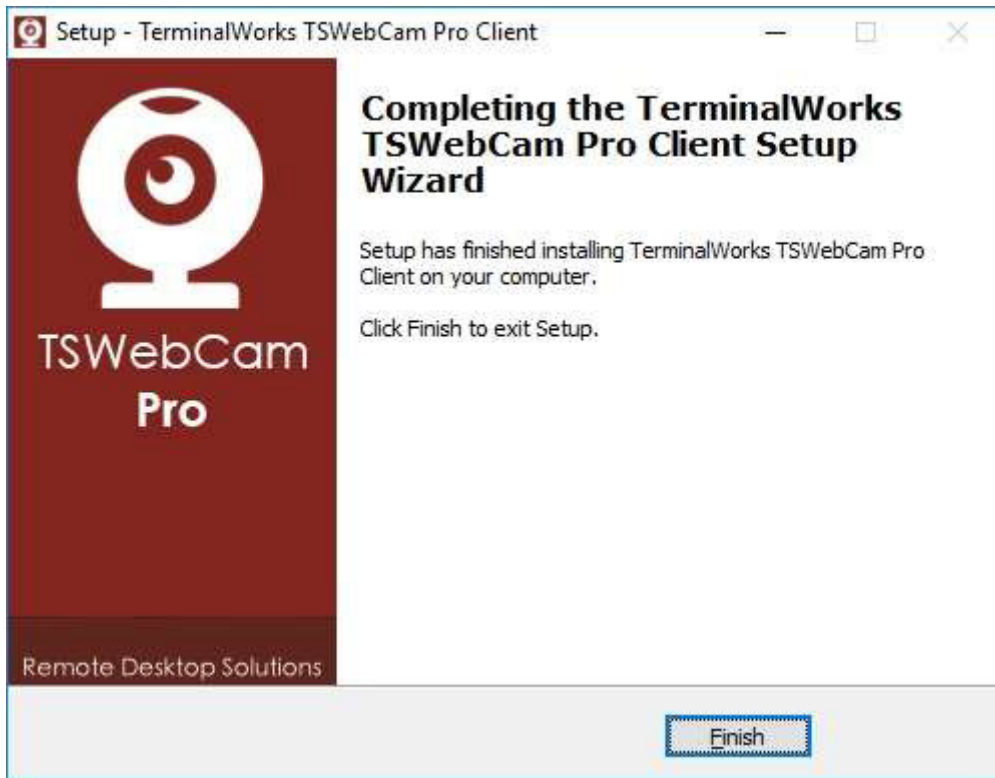 Setup - TerminalWorks TSWebCam Pro Client
Completing the TerminalWorks
TSWebCam Pro Client Setup
Wizard
Setup has finished installing TerminalWorks TSWebCam Pro
Client on your computer.
Click Finish to exit Setup.
TSWebCam
Pro
Remote Desktop Solutions
Finish